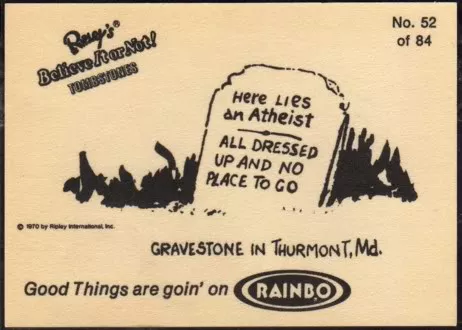 Ripley's®
Believe It or Not!
TOMBSTONES
No. 52
of 84
Here Lies
an Atheist
ALL DRESSED
UP AND NO
PLACE TO GO
© 1970 by Ripley International, Inc.
GRAVESTONE IN THURMONT, Md.
Good Things are goin' on RAINBO